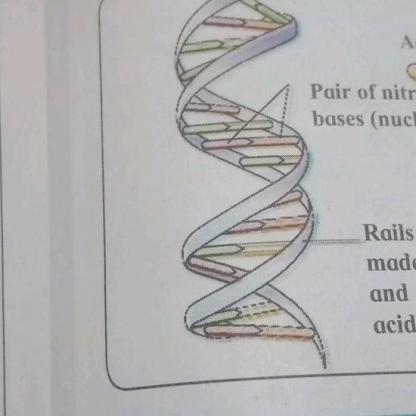 A
Pair of nitr
bases (nucl
Rails
made
and
acid